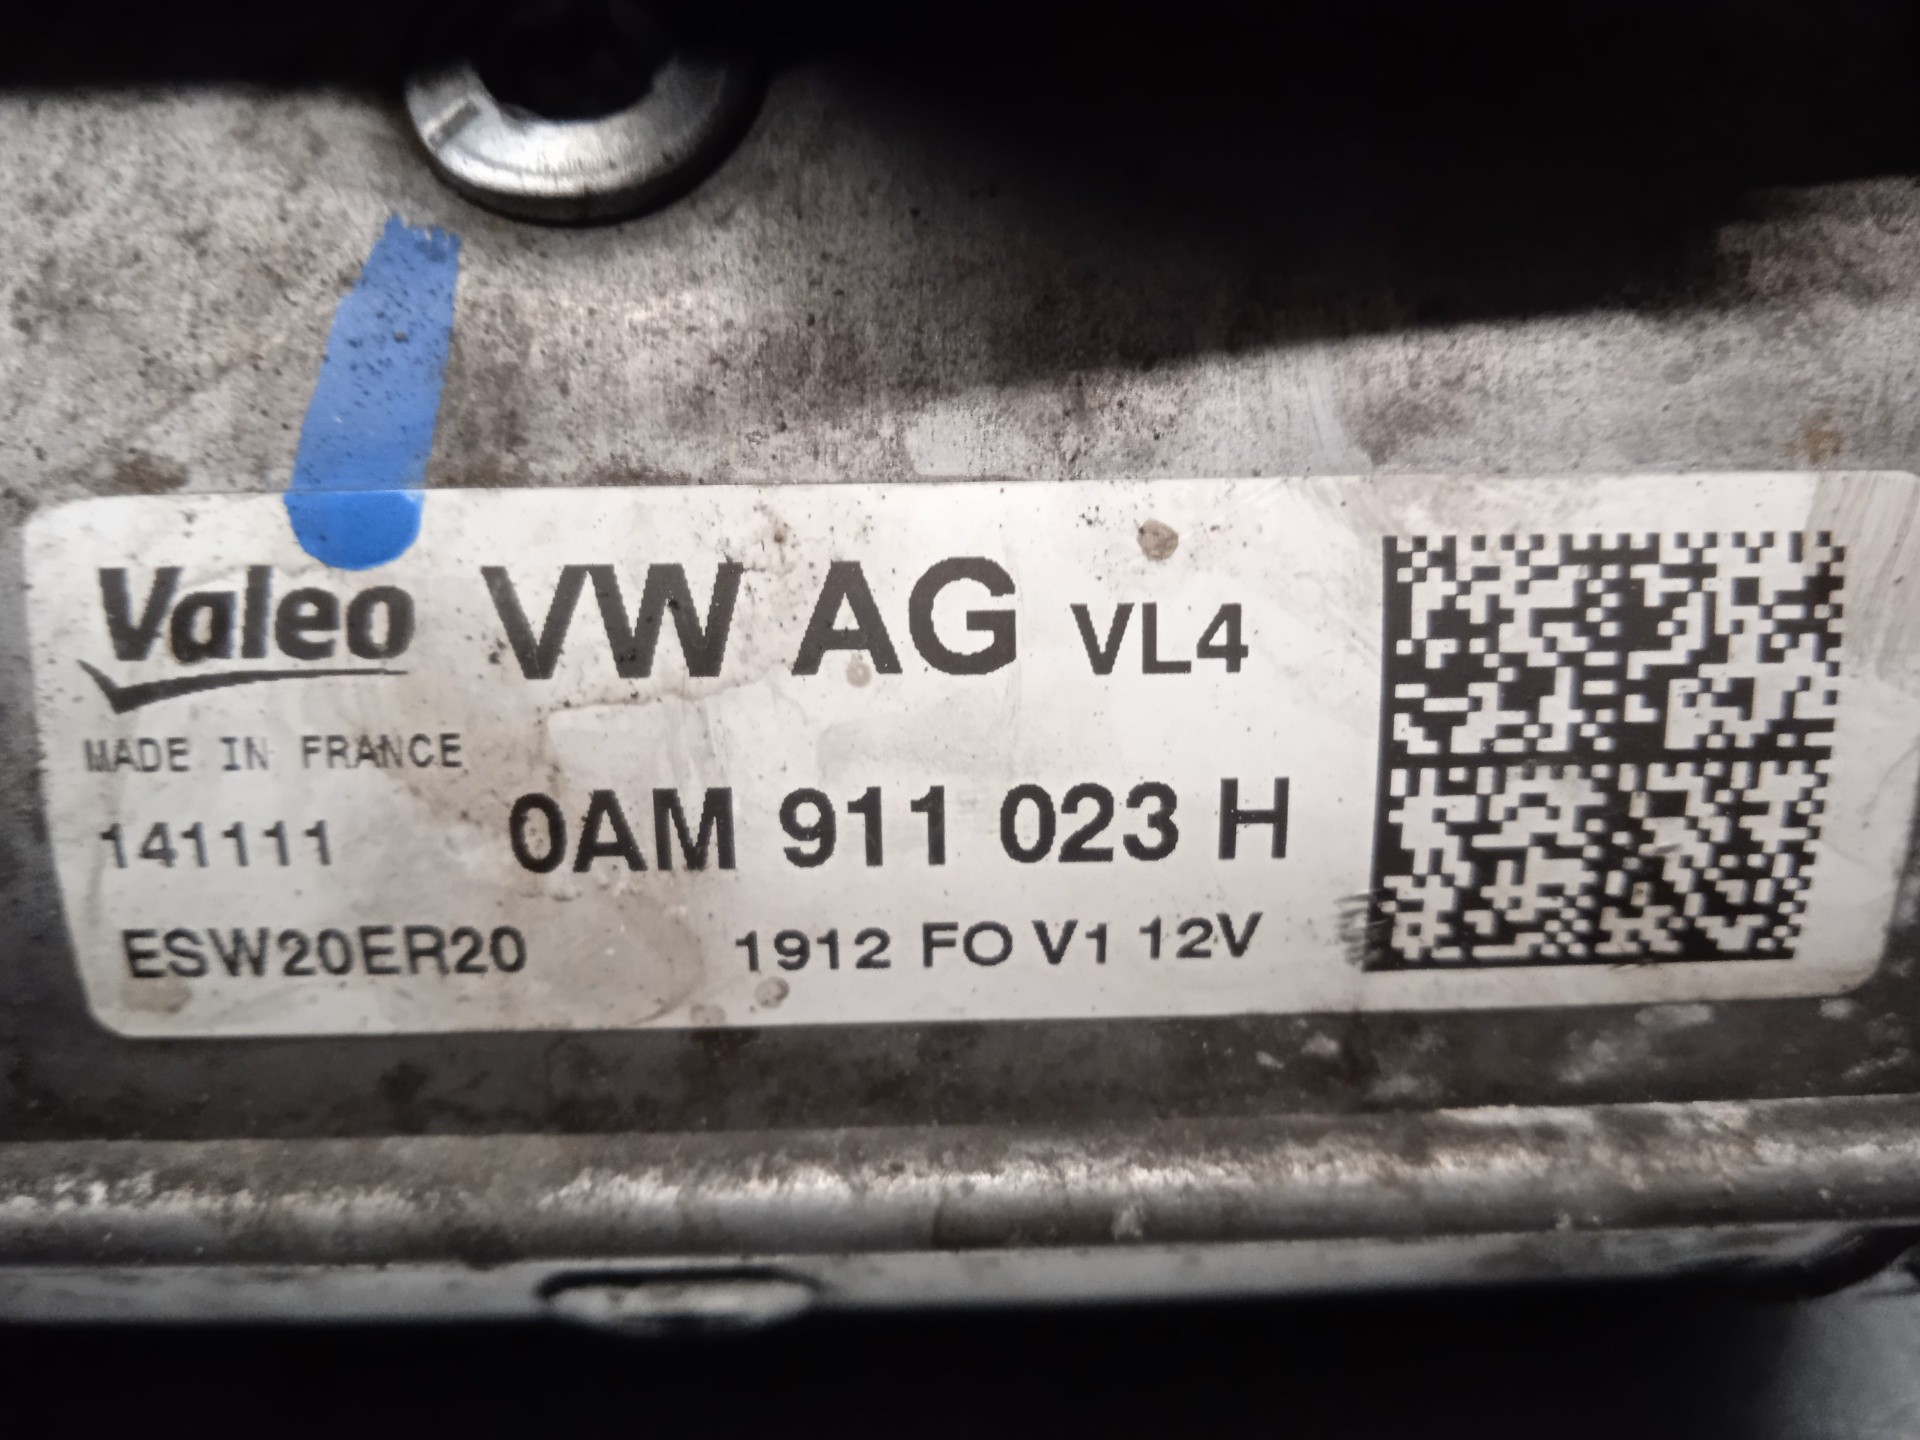 Valeo VW AG VL4
MADE IN FRANCE
141111 0AM 911 023 H
ESW20ER20 1912 FO V1 12V